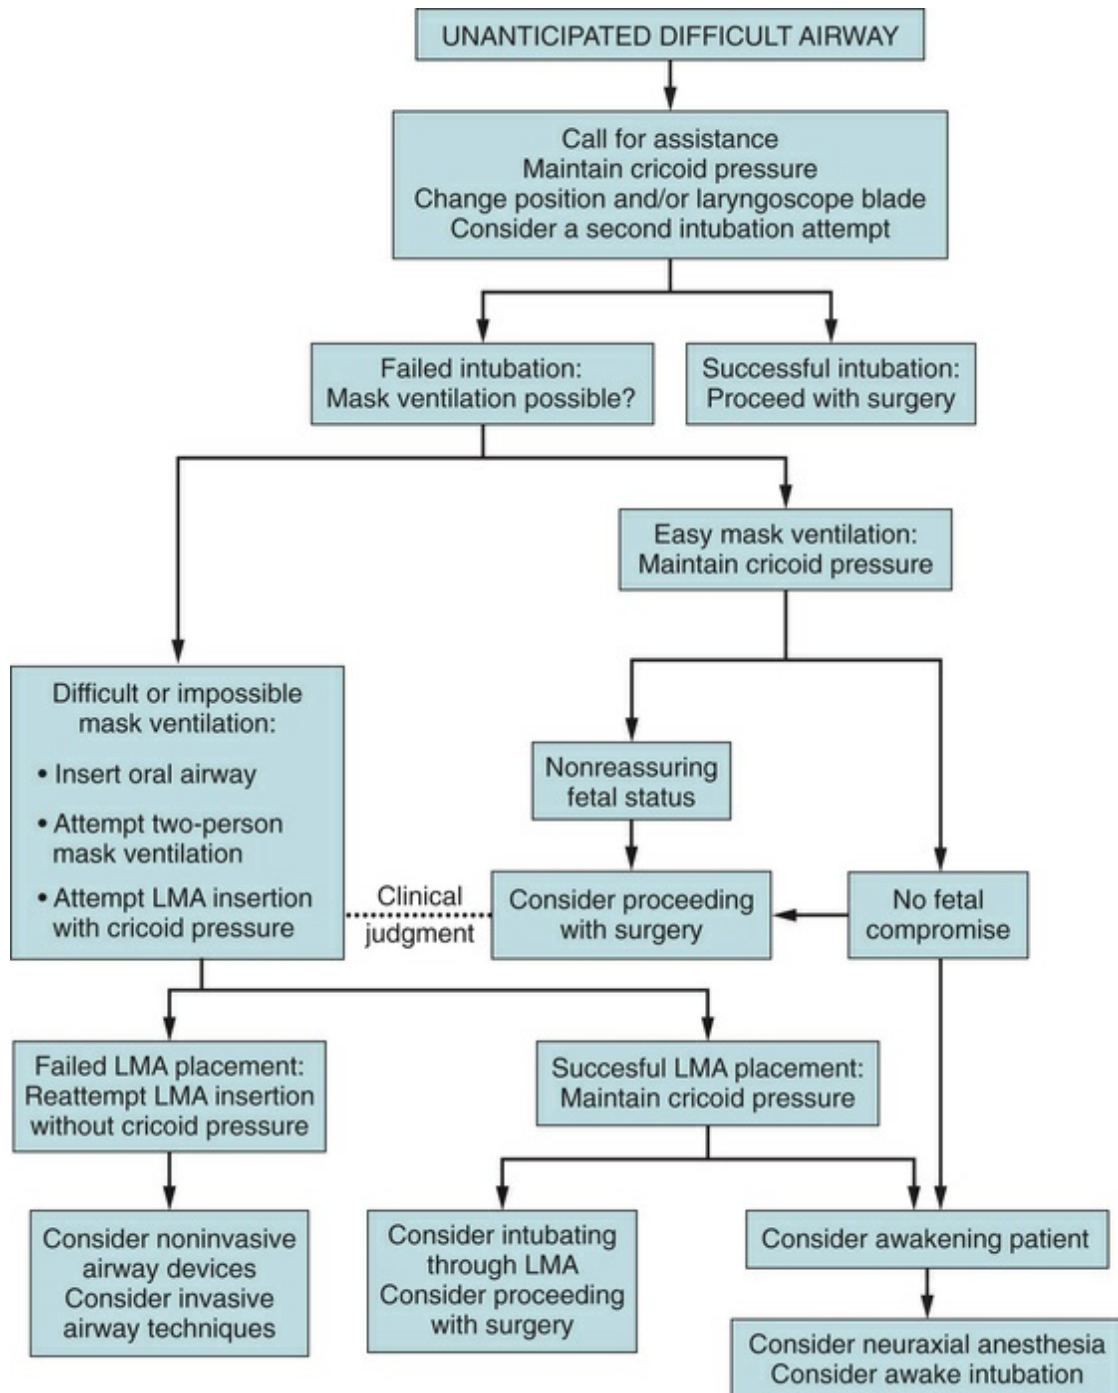 UNANTICIPATED DIFFICULT AIRWAY
Call for assistance
Maintain cricoid pressure
Change position and/or laryngoscope blade
Consider a second intubation attempt
Failed intubation:
Mask ventilation possible?
Successful intubation:
Proceed with surgery
Easy mask ventilation:
Maintain cricoid pressure
Difficult or impossible
mask ventilation:
• Insert oral airway
• Attempt two-person
mask ventilation
• Attempt LMA insertion
with cricoid pressure
Nonreassuring
fetal status
Clinical
judgment
Consider proceeding
with surgery
No fetal
compromise
Failed LMA placement:
Reattempt LMA insertion
without cricoid pressure
Succesful LMA placement:
Maintain cricoid pressure
Consider noninvasive
airway devices
Consider invasive
airway techniques
Consider intubating
through LMA
Consider proceeding
with surgery
Consider awakening patient
Consider neuraxial anesthesia
Consider awake intubation